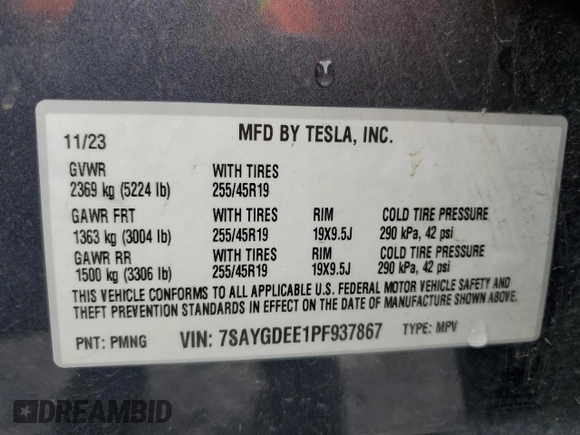 11/23
MFD BY TESLA, INC.
GVWR WITH TIRES
2369 kg (5224 lb) 255/45R19
GAWR FRT WITH TIRES RIM COLD TIRE PRESSURE
1363 kg (3004 lb) 255/45R19 19X9.5J 290 kPa, 42 psi
GAWR RR WITH TIRES RIM COLD TIRE PRESSURE
1500 kg (3306 lb) 255/45R19 19X9.5J 290 kPa, 42 psi
THIS VEHICLE CONFORMS TO ALL APPLICABLE U.S. FEDERAL MOTOR VEHICLE SAFETY AND
THEFT PREVENTION STANDARDS IN EFFECT ON THE DATE OF MANUFACTURE SHOWN ABOVE.
PNT: PMNG VIN: 7SAYGDEE1PF937867 TYPE: MPV
DREAMBID